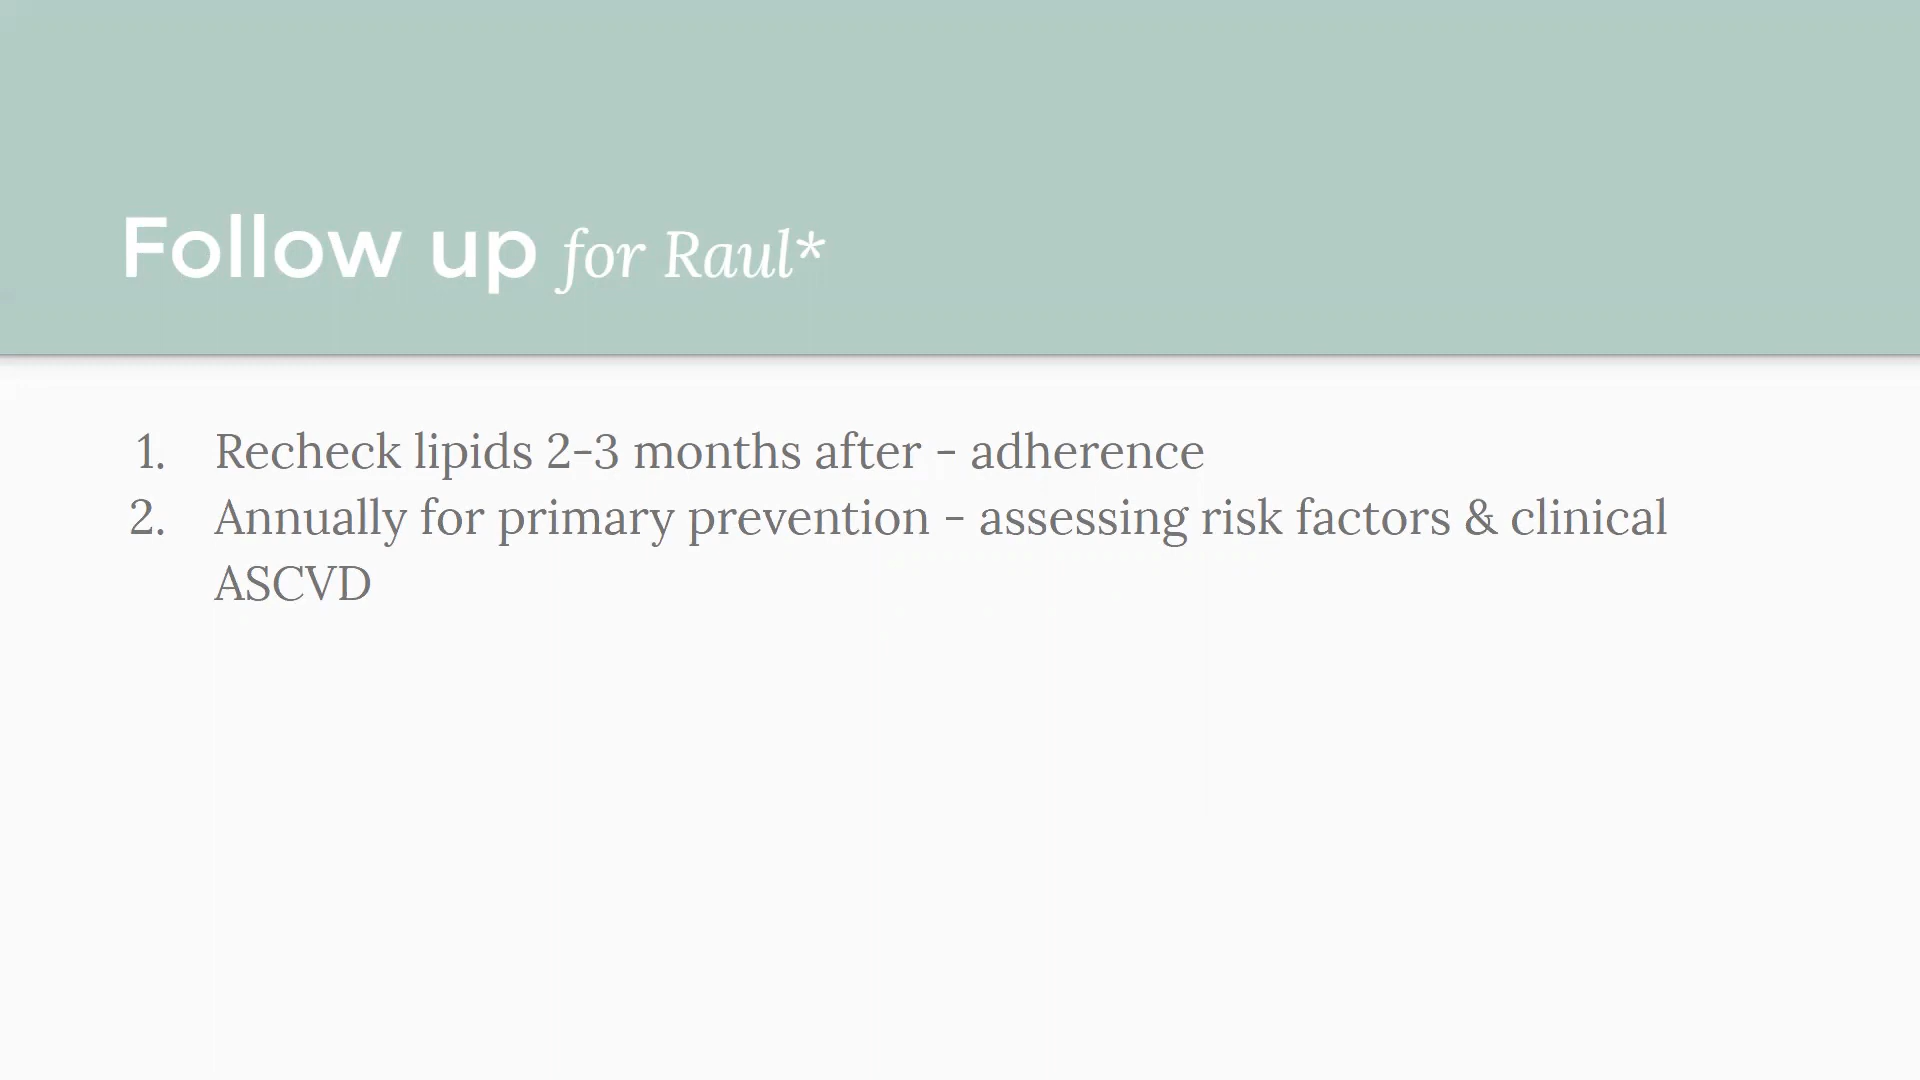 Follow up for Raul*
1. Recheck lipids 2-3 months after - adherence
2. Annually for primary prevention - assessing risk factors & clinical
ASCVD